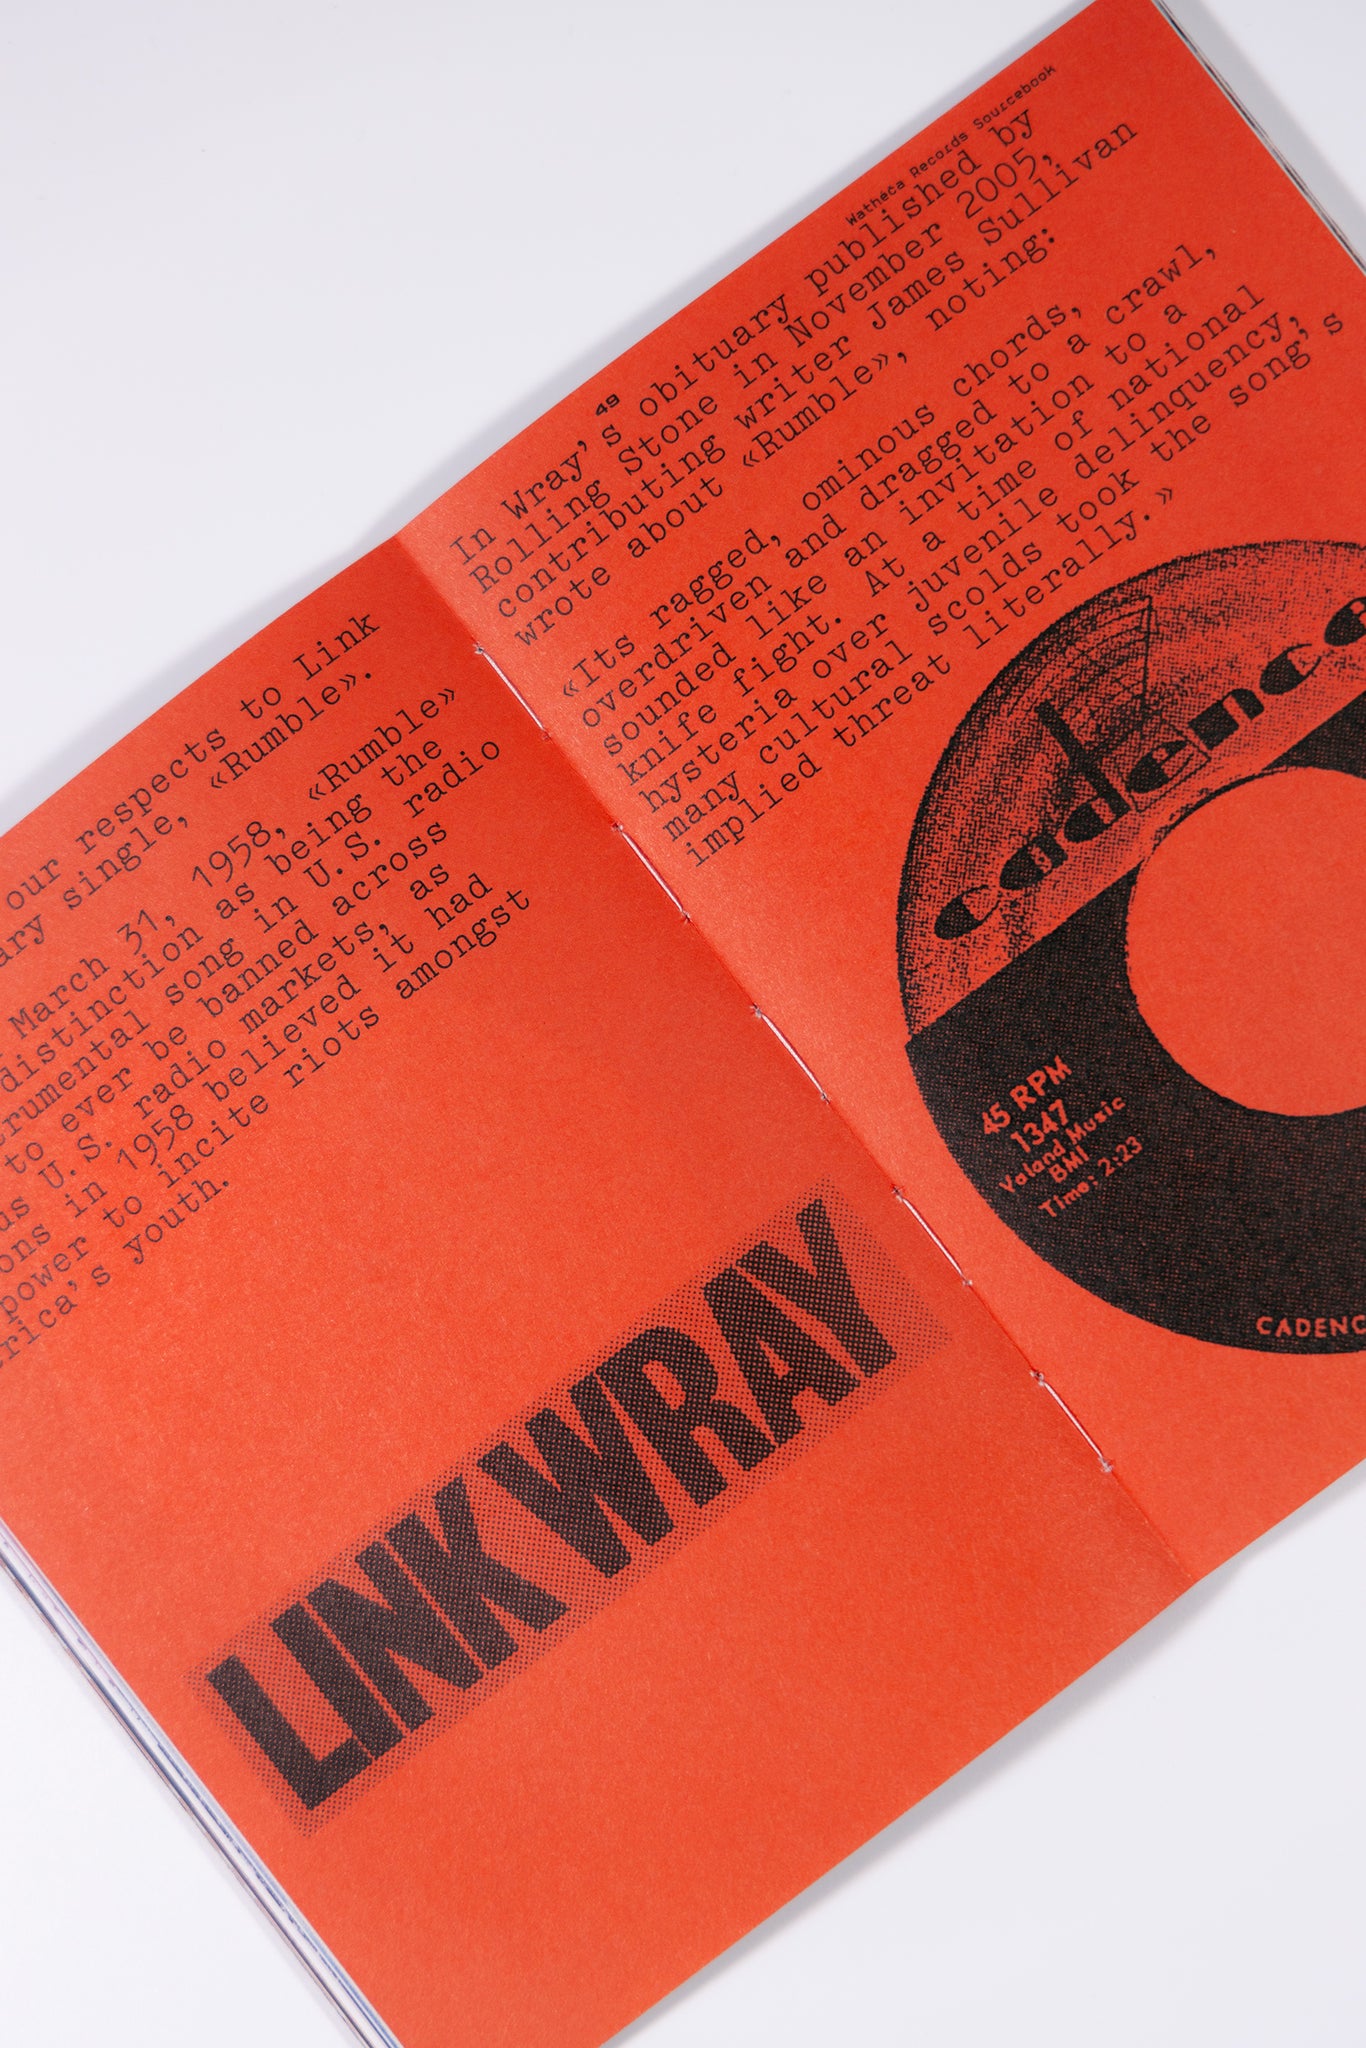 our respects to Link
ary single, «Rumble».
March 31, 1958, «Rumble»
distinction as being the
trumental song in U.S. radio
to ever be banned across
us U.S. radio markets, as
ons in 1958 believed it had
power to incite riots amongst
rica's youth.
LINK WRAY
49
Wathéča Records Sourcebook
In Wray's obituary published by
Rolling Stone in November 2005,
contributing writer James Sullivan
wrote about «Rumble», noting:
«Its ragged, ominous chords,
overdriven and dragged to a crawl,
sounded like an invitation to a
knife fight. At a time of national
hysteria over juvenile delinquency,
many cultural scolds took the song's
implied threat literally.»
cadence
45 RPM
1347
Valand Music
BMI
Time: 2:23
CADENC